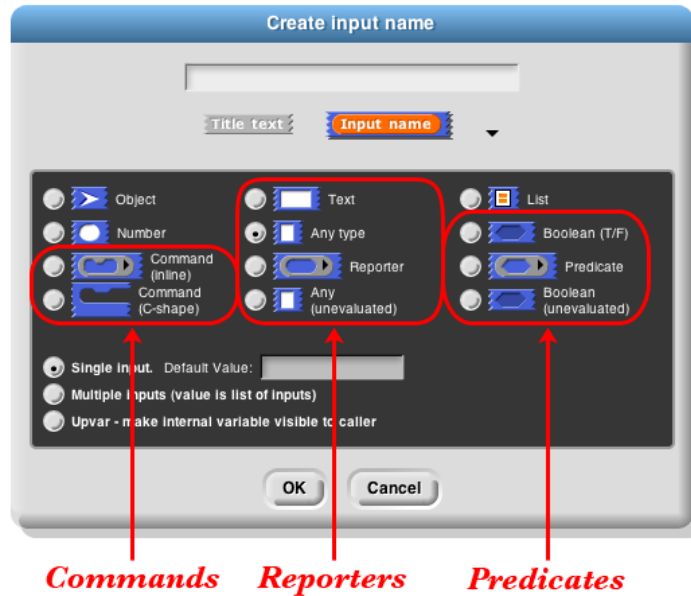 Create input name
Title text Input name
Object Text List
Number Any type Boolean (T/F)
Command
(inline) Reporter Predicate
Command
(C-shape) Any
(unevaluated) Boolean
(unevaluated)
Single input. Default Value:
Multiple inputs (value is list of inputs)
Upvar - make internal variable visible to caller
OK Cancel
Commands Reporters Predicates